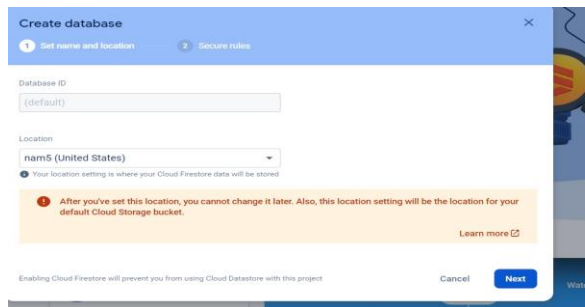 Create database
1 Set name and location 2 Secure rules
Database ID
(default)
Location
nam5 (United States)
Your location setting is where your Cloud Firestore data will be stored
After you've set this location, you cannot change it later. Also, this location setting will be the location for your
default Cloud Storage bucket.
Learn more
Enabling Cloud Firestore will prevent you from using Cloud Datastore with this project
Cancel Next